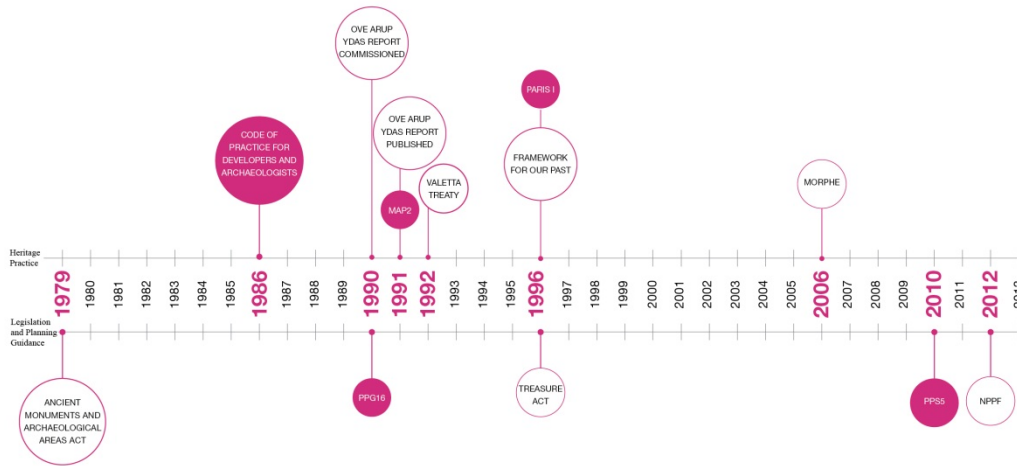 OVE ARUP
YDAS REPORT
COMMISSIONED
PARIS I
OVE ARUP
YDAS REPORT
PUBLISHED
CODE OF
PRACTICE FOR
DEVELOPERS AND
ARCHAEOLOGISTS
FRAMEWORK
FOR OUR PAST
VALETTA
TREATY
MORPHE
MAP2
Heritage
Practice
1979 1980 1981 1982 1983 1984 1985 1986 1987 1988 1989 1990 1991 1992 1993 1994 1995 1996 1997 1998 1999 2000 2001 2002 2003 2004 2005 2006 2007 2008 2009 2010 2011 2012
Legislation
and Planning
Guidance
ANCIENT
MONUMENTS AND
ARCHAEOLOGICAL
AREAS ACT
PPG16
TREASURE
ACT
PPS5
NPPF